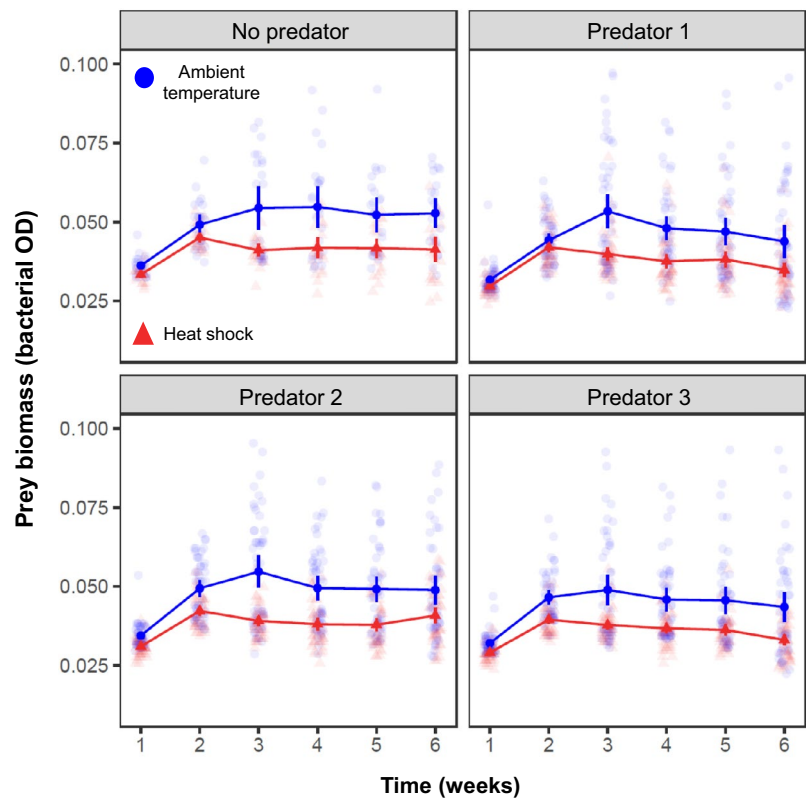 No predator
Predator 1
Ambient
temperature
Heat shock
0.100
0.075
0.050
0.025
Predator 2
Predator 3
0.100
0.075
0.050
0.025
Prey biomass (bacterial OD)
1 2 3 4 5 6
1 2 3 4 5 6
Time (weeks)